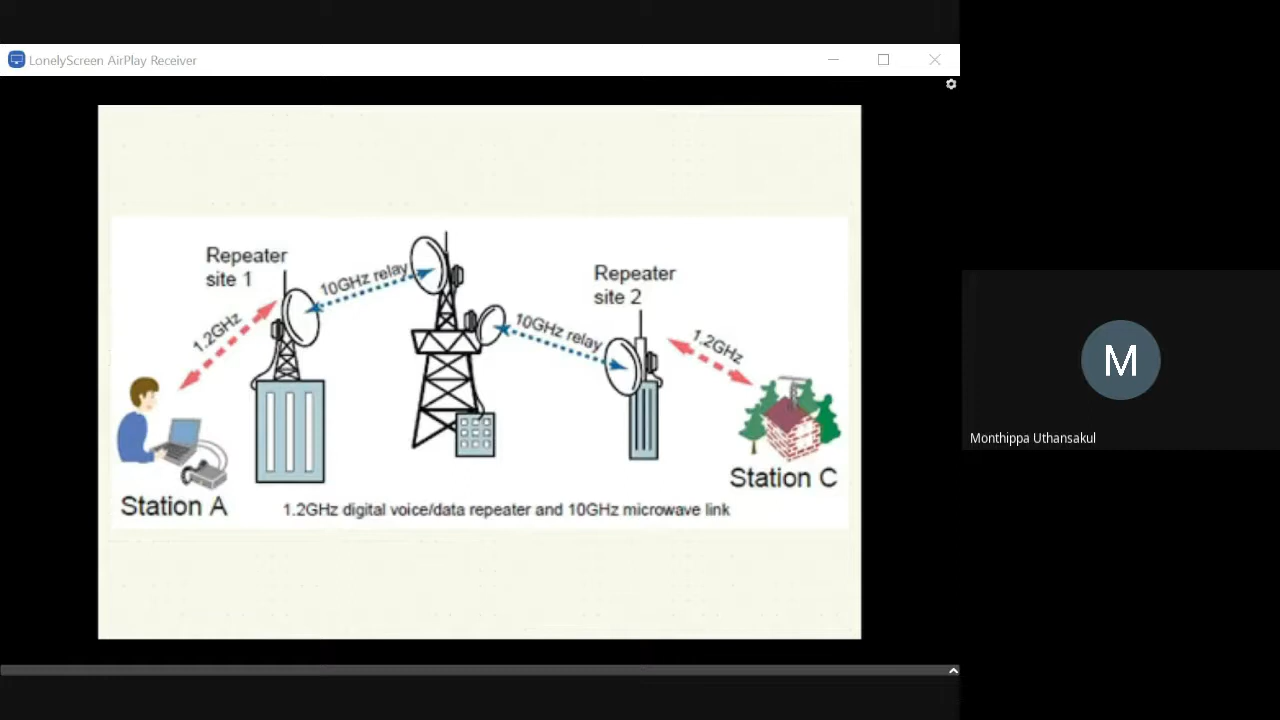 LonelyScreen AirPlay Receiver
Repeater
site 1
10GHz relay
1.2GHz
10GHz relay
Repeater
site 2
1.2GHz
Station A
Station C
1.2GHz digital voice/data repeater and 10GHz microwave link
M
Monthippa Uthansakul